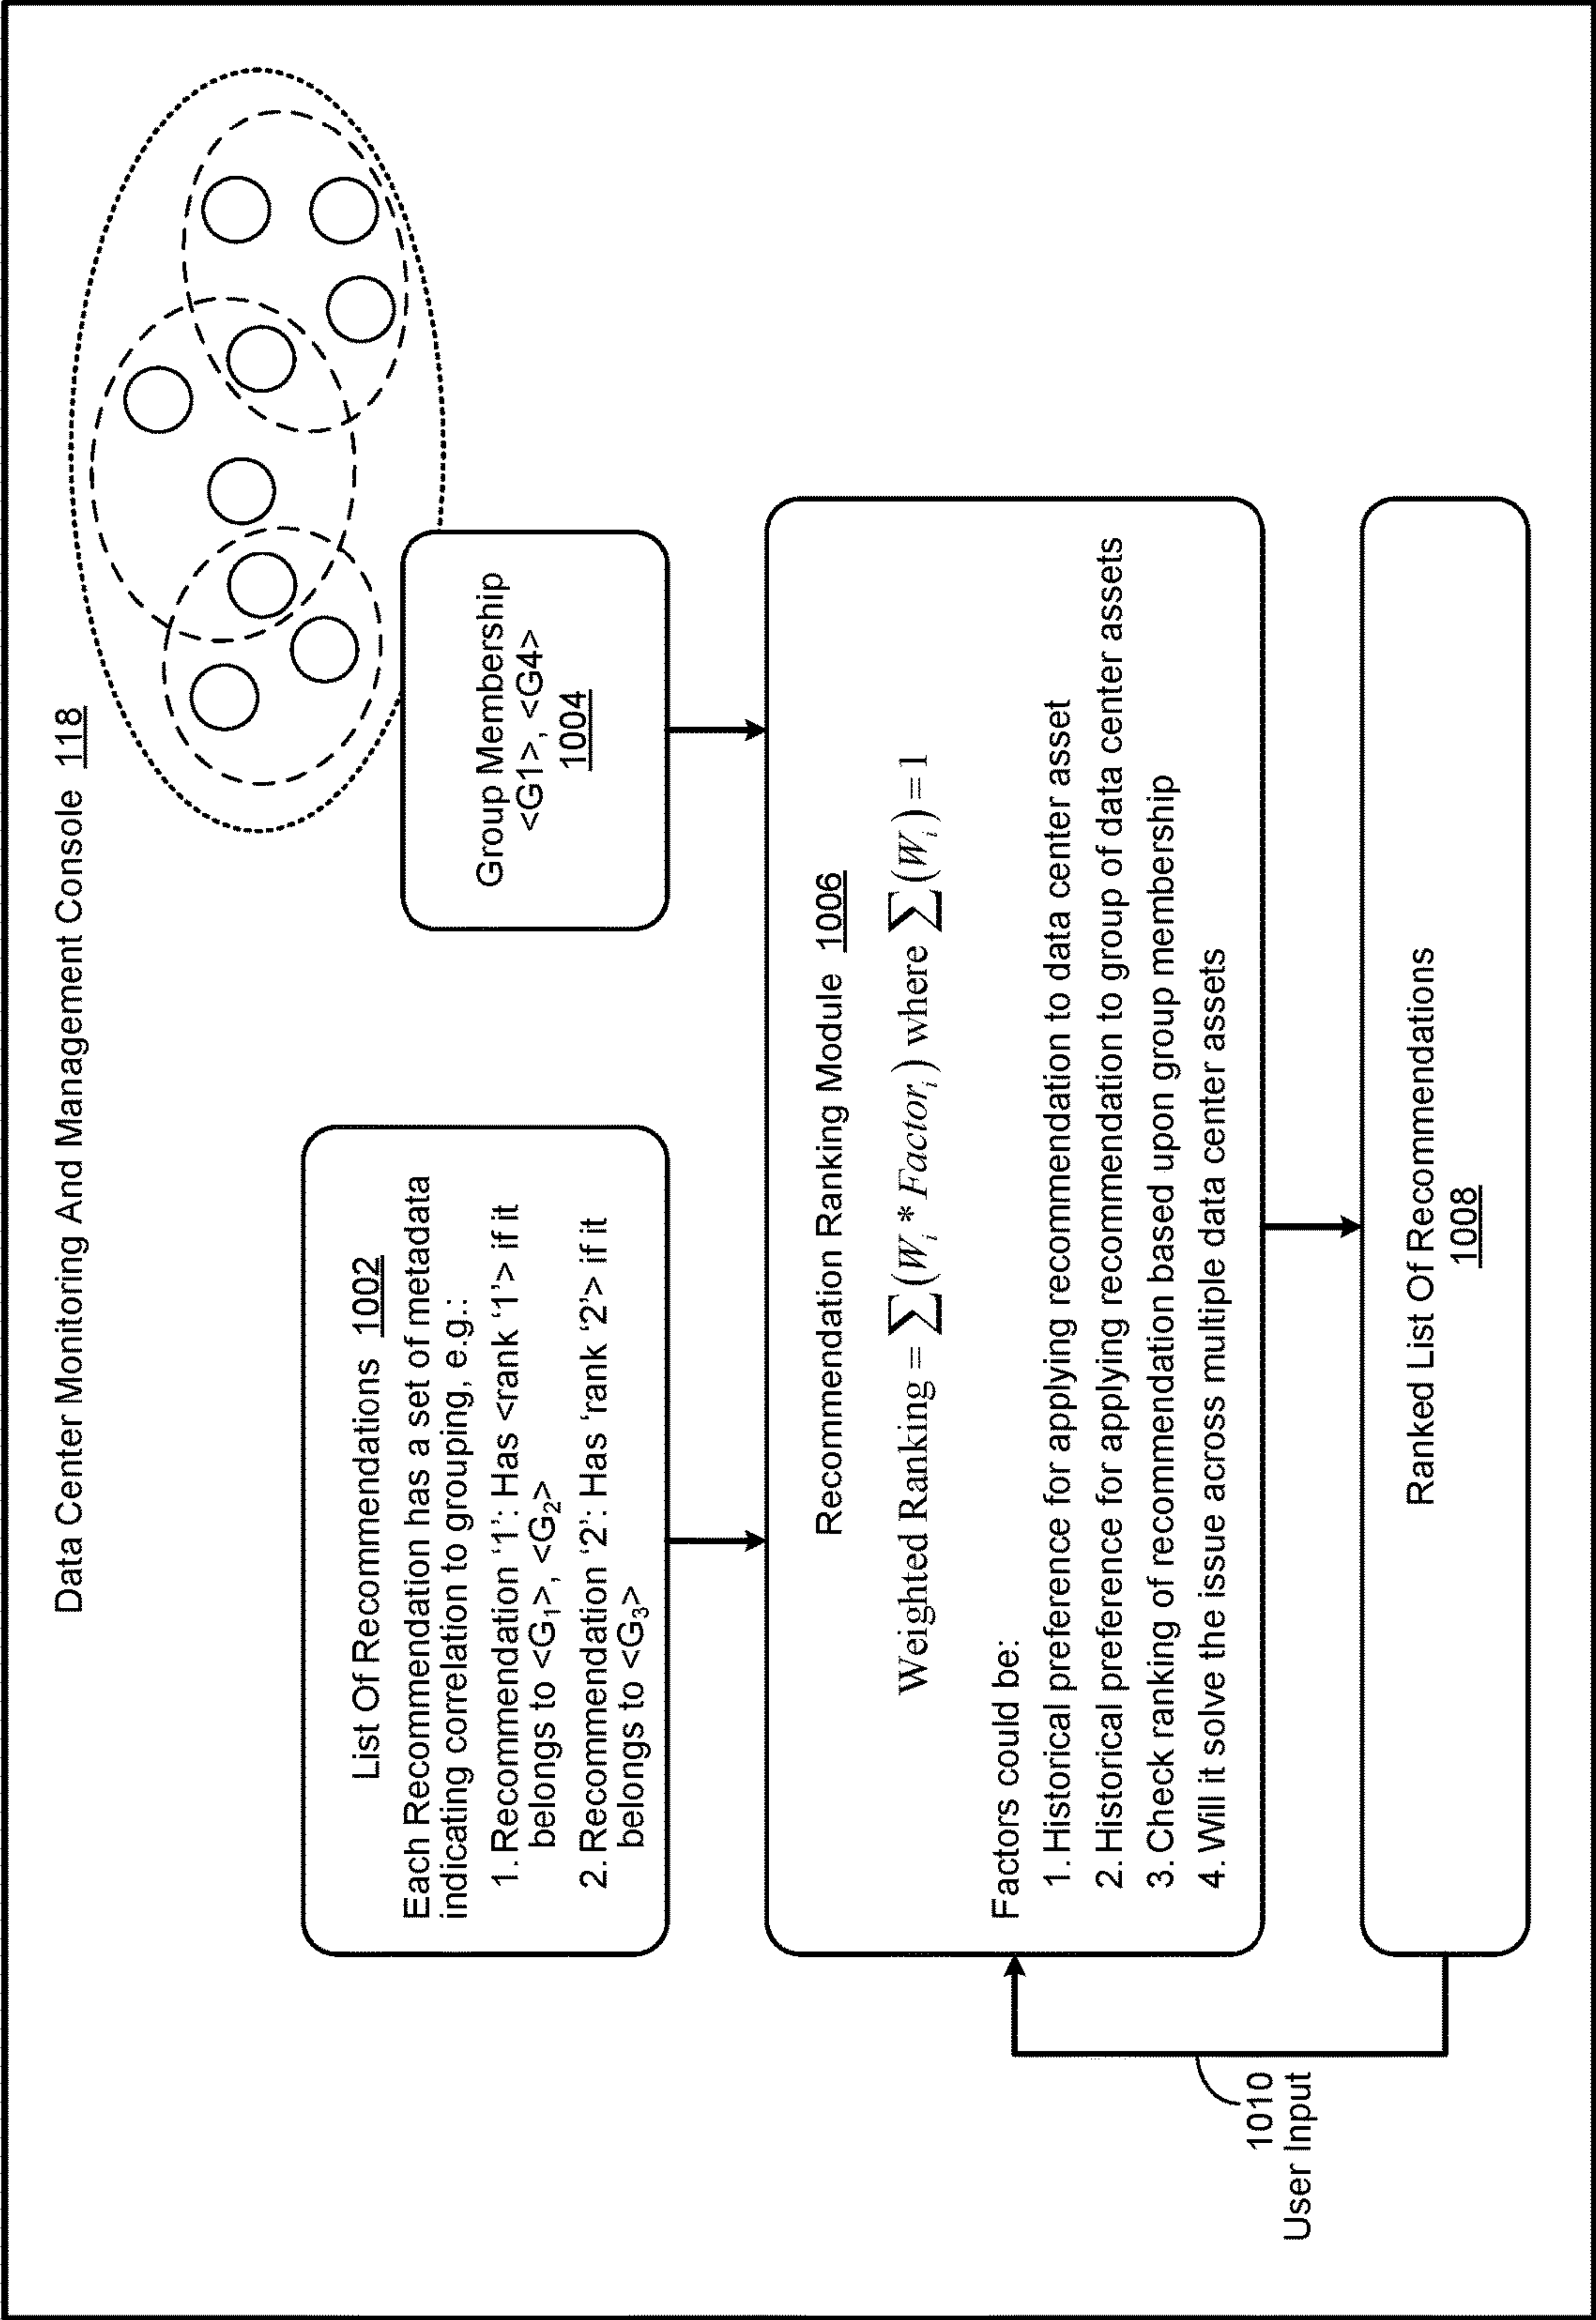 Data Center Monitoring And Management Console 118
List Of Recommendations 1002
Each Recommendation has a set of metadata
indicating correlation to grouping, e.g.:
1. Recommendation ‘1’: Has <rank ‘1’> if it
belongs to <G₁>, <G₂>
2. Recommendation ‘2’: Has ‘rank ‘2’> if it
belongs to <G₃>
Group Membership
<G1>, <G4>
1004
Recommendation Ranking Module 1006
Weighted Ranking = ∑(Wᵢ * Factorᵢ) where ∑(Wᵢ) = 1
Factors could be:
1. Historical preference for applying recommendation to data center asset
2. Historical preference for applying recommendation to group of data center assets
3. Check ranking of recommendation based upon group membership
4. Will it solve the issue across multiple data center assets
1010
User Input
Ranked List Of Recommendations
1008